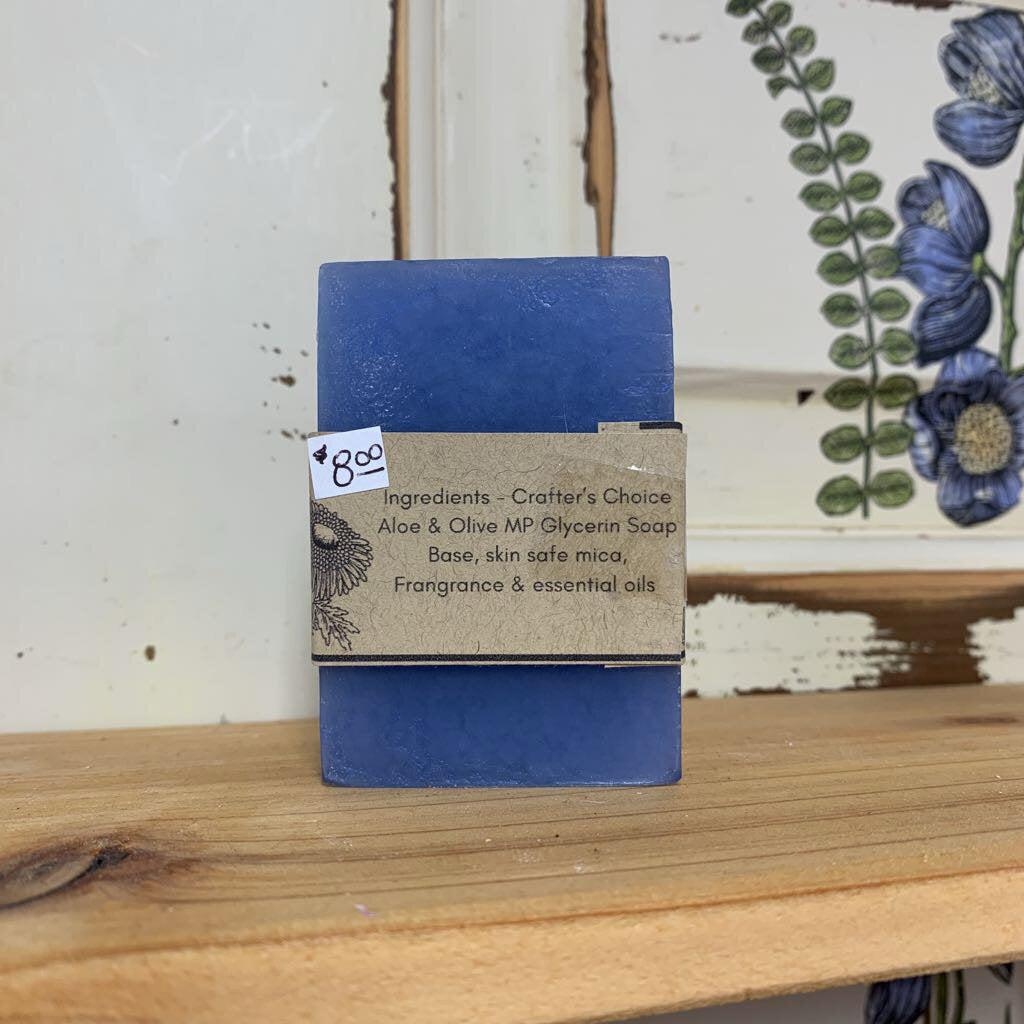 $8.00
Ingredients - Crafter's Choice
Aloe & Olive MP Glycerin Soap
Base, skin safe mica,
Frangrance & essential oils